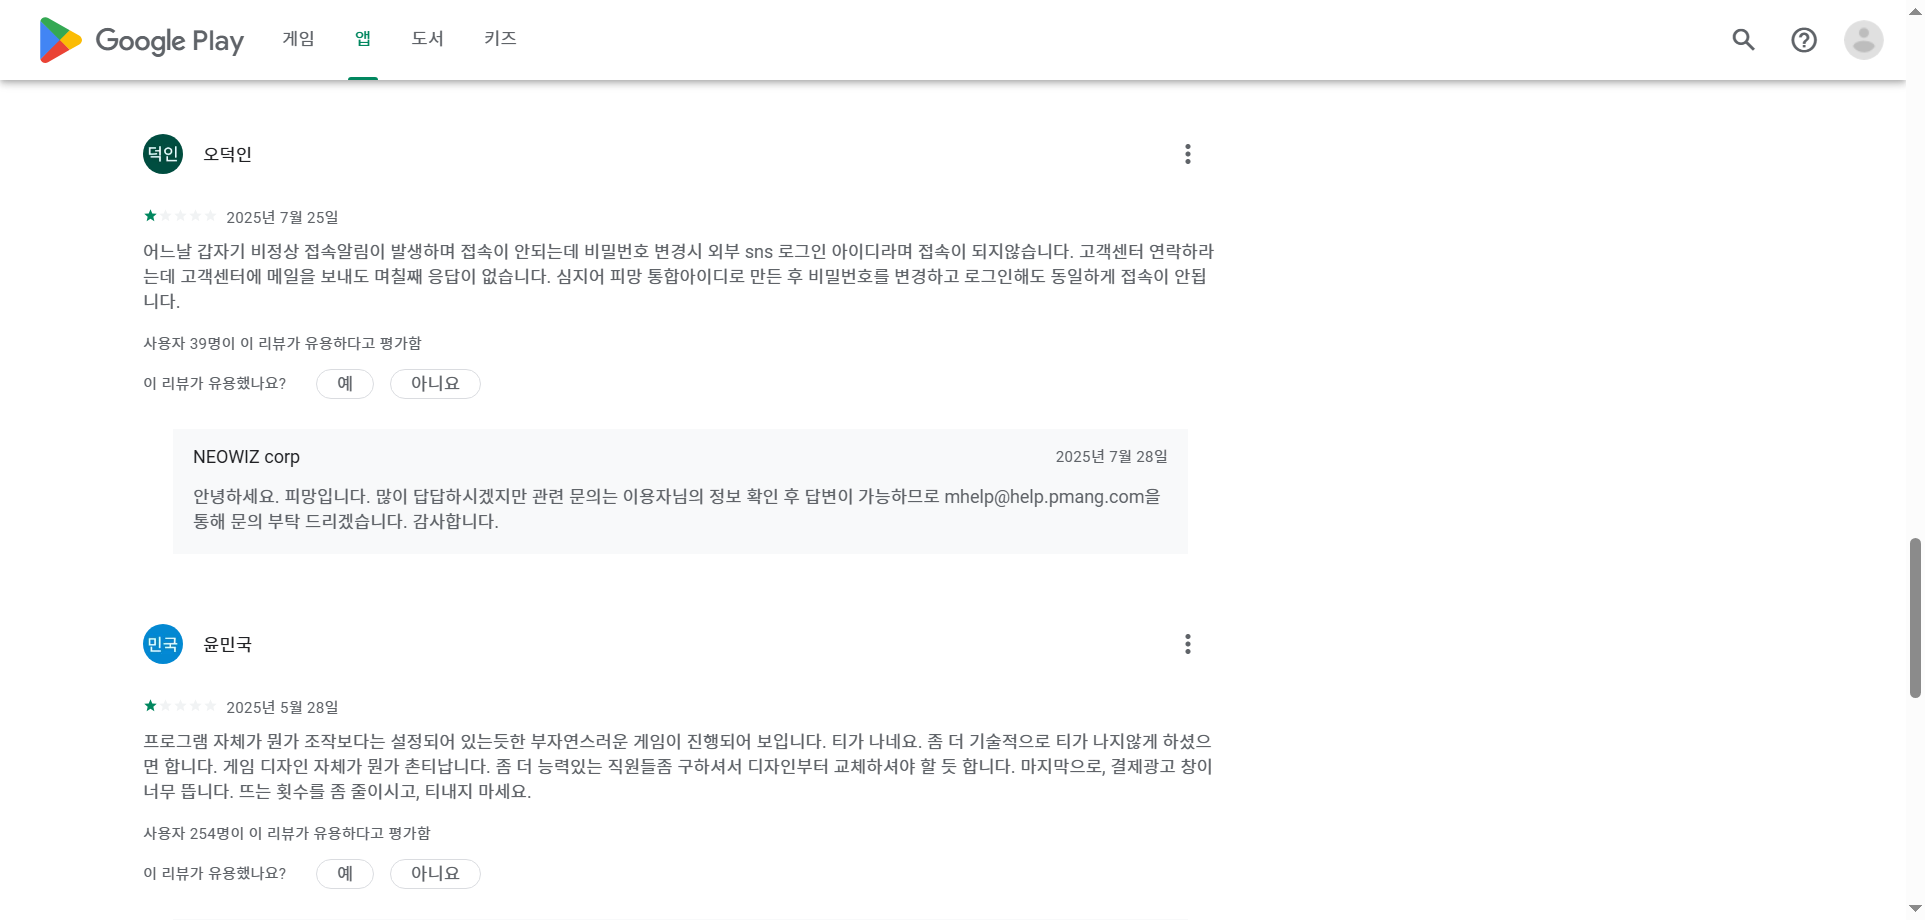 Google Play 게임 앱 도서 키즈
덕인 오덕인
2025년 7월 25일
어느날 갑자기 비정상 접속알림이 발생하며 접속이 안되는데 비밀번호 변경시 외부 sns 로그인 아이디라며 접속이 되지않습니다. 고객센터 연락하라
는데 고객센터에 메일을 보내도 며칠째 응답이 없습니다. 심지어 피망 통합아이디로 만든 후 비밀번호를 변경하고 로그인해도 동일하게 접속이 안됩
니다.
사용자 39명이 이 리뷰가 유용하다고 평가함
이 리뷰가 유용했나요? 예 아니요
NEOWIZ corp 2025년 7월 28일
안녕하세요. 피망입니다. 많이 답답하시겠지만 관련 문의는 이용자님의 정보 확인 후 답변이 가능하므로 mhelp@help.pmang.com을
통해 문의 부탁 드리겠습니다. 감사합니다.
민국 윤민국
2025년 5월 28일
프로그램 자체가 뭔가 조작보다는 설정되어 있는듯한 부자연스러운 게임이 진행되어 보입니다. 티가 나네요. 좀 더 기술적으로 티가 나지않게 하셨으
면 합니다. 게임 디자인 자체가 뭔가 촌티납니다. 좀 더 능력있는 직원들좀 구하셔서 디자인부터 교체하셔야 할 듯 합니다. 마지막으로, 결제광고 창이
너무 뜹니다. 뜨는 횟수를 좀 줄이시고, 티내지 마세요.
사용자 254명이 이 리뷰가 유용하다고 평가함
이 리뷰가 유용했나요? 예 아니요